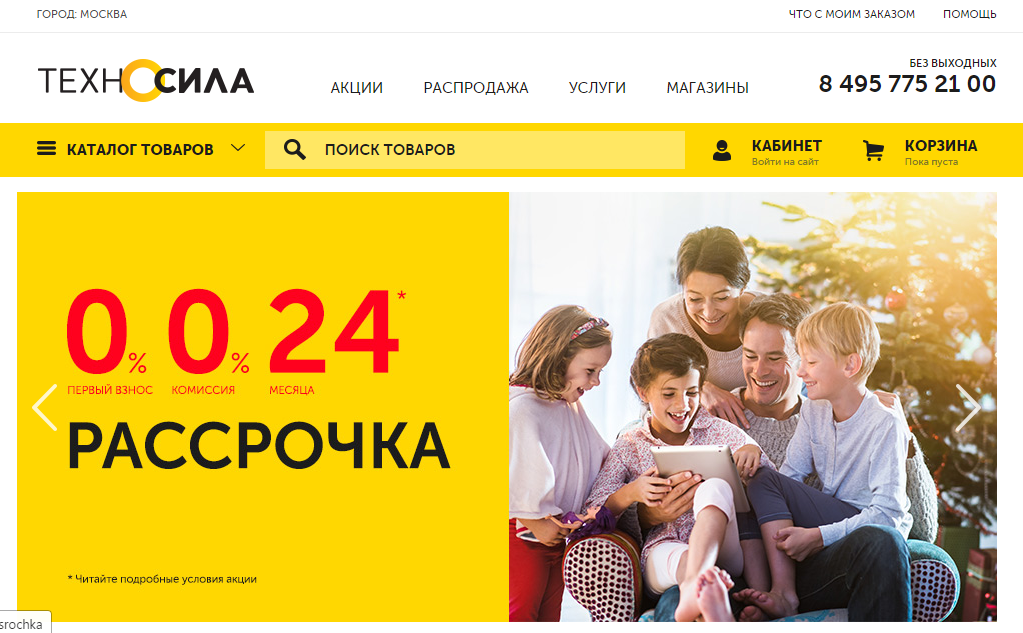 ГОРОД: МОСКВА
ЧТО С МОИМ ЗАКАЗОМ
ПОМОЩЬ
ТЕХНОСИЛА
АКЦИИ
РАСПРОДАЖА
УСЛУГИ
МАГАЗИНЫ
БЕЗ ВЫХОДНЫХ
8 495 775 21 00
КАТАЛОГ ТОВАРОВ
ПОИСК ТОВАРОВ
КАБИНЕТ
Войти на сайт
КОРЗИНА
Пока пуста
0% 0% 24*
ПЕРВЫЙ ВЗНОС КОМИССИЯ МЕСЯЦА
РАССРОЧКА
* Читайте подробные условия акции
srochka